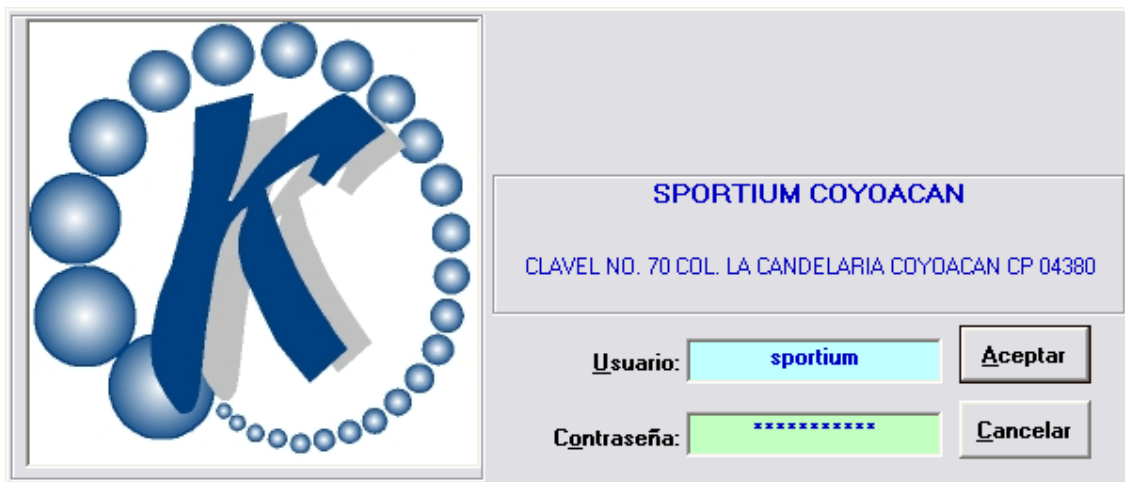 K
SPORTIUM COYOACAN
CLAVEL NO. 70 COL. LA CANDELARIA COYOACAN CP 04380
Usuario: sportium Aceptar
Contraseña: *********** Cancelar